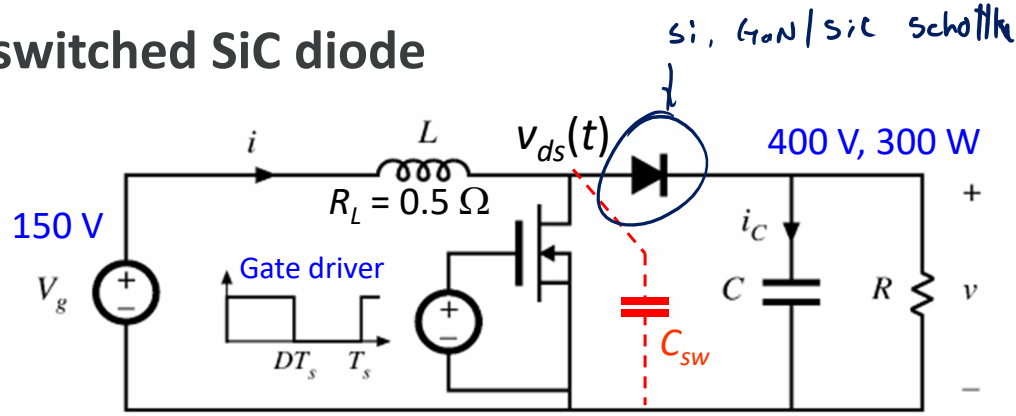 si, GaN/SiC schottk
switched SiC diode
i
L
v_ds(t)
400 V, 300 W
R_L = 0.5 Ω
150 V
+
i_C
Gate driver
V_g
+
−
+
−
C
R
v
DT_s
T_s
C_sw
−